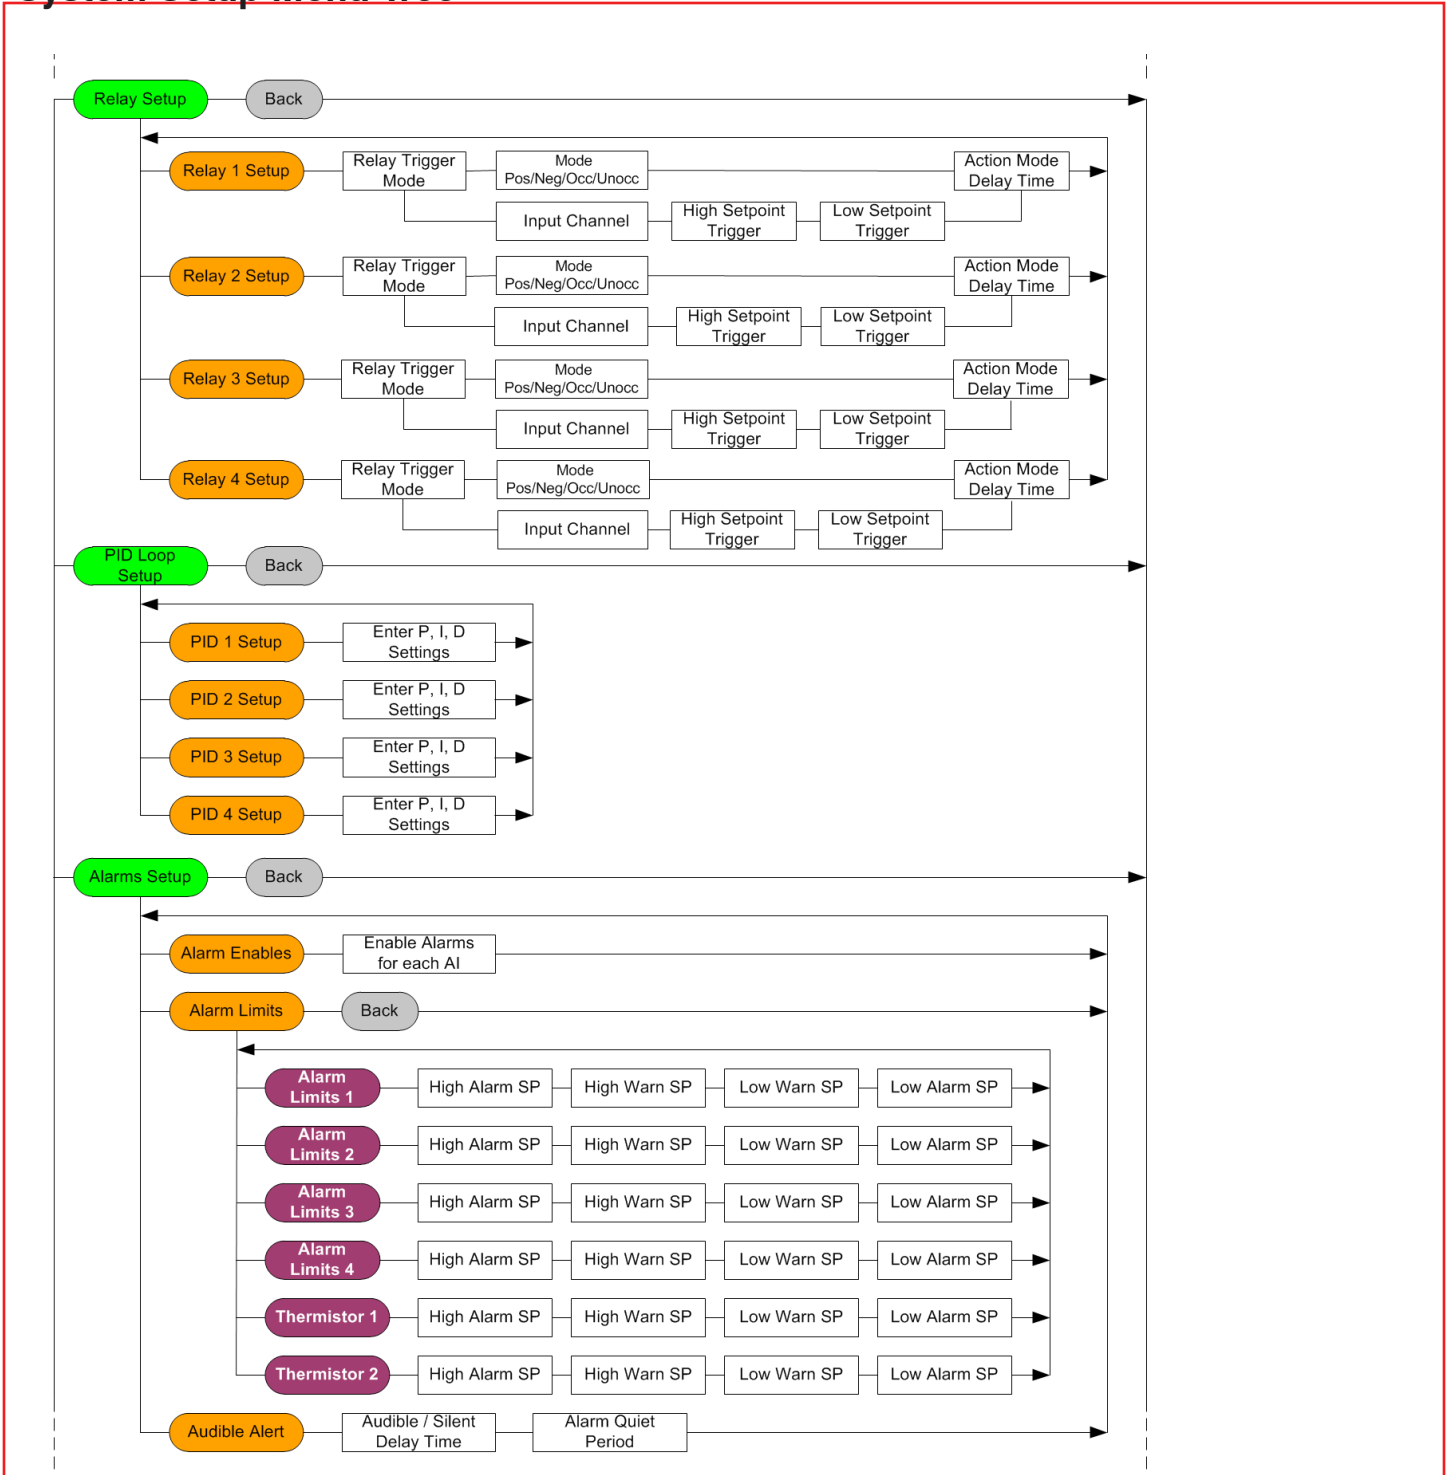 System Setup Menu Tree
Relay Setup
Back
Relay 1 Setup
Relay Trigger
Mode
Mode
Pos/Neg/Occ/Unocc
Action Mode
Delay Time
Input Channel
High Setpoint
Trigger
Low Setpoint
Trigger
Relay 2 Setup
Relay Trigger
Mode
Mode
Pos/Neg/Occ/Unocc
Action Mode
Delay Time
Input Channel
High Setpoint
Trigger
Low Setpoint
Trigger
Relay 3 Setup
Relay Trigger
Mode
Mode
Pos/Neg/Occ/Unocc
Action Mode
Delay Time
Input Channel
High Setpoint
Trigger
Low Setpoint
Trigger
Relay 4 Setup
Relay Trigger
Mode
Mode
Pos/Neg/Occ/Unocc
Action Mode
Delay Time
Input Channel
High Setpoint
Trigger
Low Setpoint
Trigger
PID Loop
Setup
Back
PID 1 Setup
Enter P, I, D
Settings
PID 2 Setup
Enter P, I, D
Settings
PID 3 Setup
Enter P, I, D
Settings
PID 4 Setup
Enter P, I, D
Settings
Alarms Setup
Back
Alarm Enables
Enable Alarms
for each AI
Alarm Limits
Back
Alarm
Limits 1
High Alarm SP
High Warn SP
Low Warn SP
Low Alarm SP
Alarm
Limits 2
High Alarm SP
High Warn SP
Low Warn SP
Low Alarm SP
Alarm
Limits 3
High Alarm SP
High Warn SP
Low Warn SP
Low Alarm SP
Alarm
Limits 4
High Alarm SP
High Warn SP
Low Warn SP
Low Alarm SP
Thermistor 1
High Alarm SP
High Warn SP
Low Warn SP
Low Alarm SP
Thermistor 2
High Alarm SP
High Warn SP
Low Warn SP
Low Alarm SP
Audible Alert
Audible / Silent
Delay Time
Alarm Quiet
Period